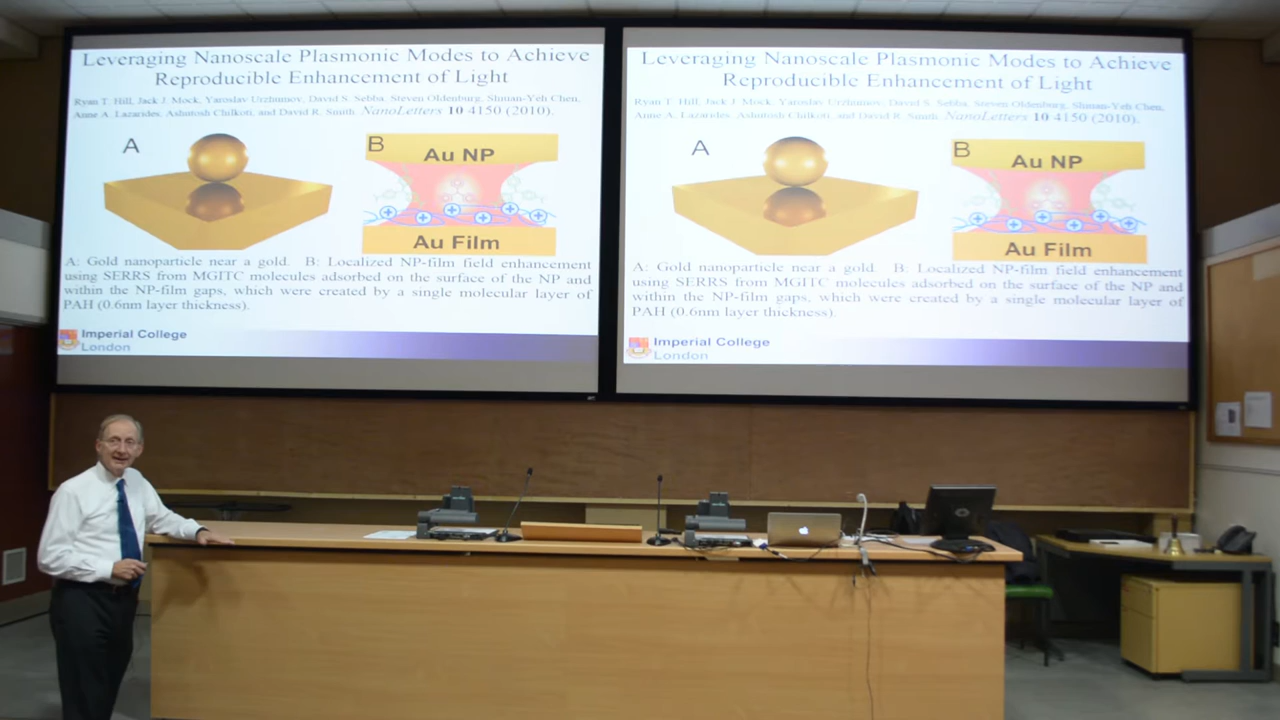 Leveraging Nanoscale Plasmonic Modes to Achieve
Reproducible Enhancement of Light
Ryan T. Hill, Jack J. Mock, Yaroslav Urzhumov, David S. Sebba, Steven Oldenburg, Shiuan-Yeh Chen,
Anne A. Lazarides, Ashutosh Chilkoti, and David R. Smith. NanoLetters 10 4150 (2010).
A
B
Au NP
Au Film
A: Gold nanoparticle near a gold. B: Localized NP-film field enhancement
using SERRS from MGITC molecules adsorbed on the surface of the NP and
within the NP-film gaps, which were created by a single molecular layer of
PAH (0.6nm layer thickness).
Imperial College
London
Leveraging Nanoscale Plasmonic Modes to Achieve
Reproducible Enhancement of Light
Ryan T. Hill, Jack J. Mock, Yaroslav Urzhumov, David S. Sebba, Steven Oldenburg, Shiuan-Yeh Chen,
Anne A. Lazarides, Ashutosh Chilkoti, and David R. Smith. NanoLetters 10 4150 (2010).
A
B
Au NP
Au Film
A: Gold nanoparticle near a gold. B: Localized NP-film field enhancement
using SERRS from MGITC molecules adsorbed on the surface of the NP and
within the NP-film gaps, which were created by a single molecular layer of
PAH (0.6nm layer thickness).
Imperial College
London